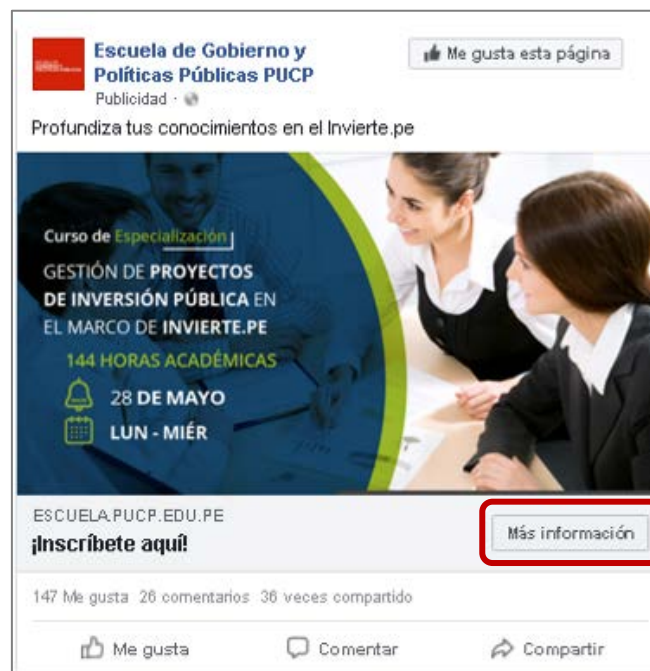 Escuela de Gobierno y
Políticas Públicas PUCP
Me gusta esta página
Publicidad ·
Profundiza tus conocimientos en el Invierte.pe
Curso de Especialización
GESTIÓN DE PROYECTOS
DE INVERSIÓN PÚBLICA EN
EL MARCO DE INVIERTE.PE
144 HORAS ACADÉMICAS
28 DE MAYO
LUN - MIÉR
ESCUELA.PUCP.EDU.PE
¡Inscríbete aquí!
Más información
147 Me gusta 26 comentarios 36 veces compartido
Me gusta Comentar Compartir